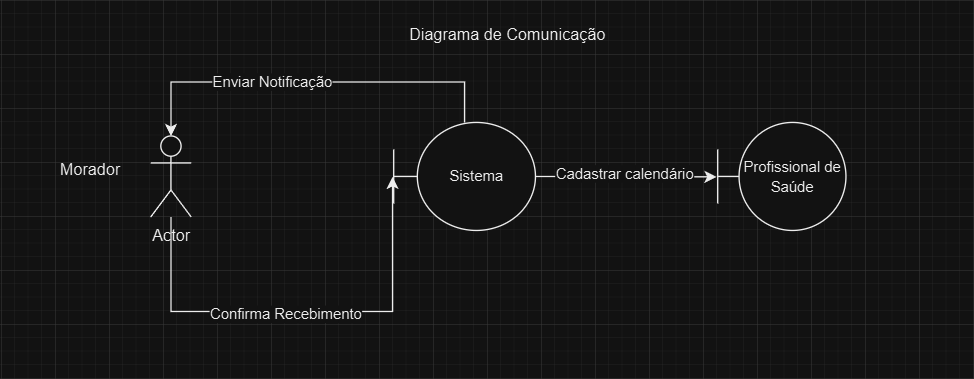 Diagrama de Comunicação
Enviar Notificação
Morador
Actor
Sistema
Cadastrar calendário
Profissional de
Saúde
Confirma Recebimento